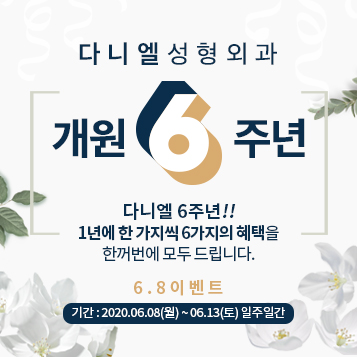 다니엘성형외과
개원 6 주년
다니엘 6주년!!
1년에 한 가지씩 6가지의 혜택을
한꺼번에 모두 드립니다.
6.8이벤트
기간 : 2020.06.08(월) ~ 06.13(토) 일주일간